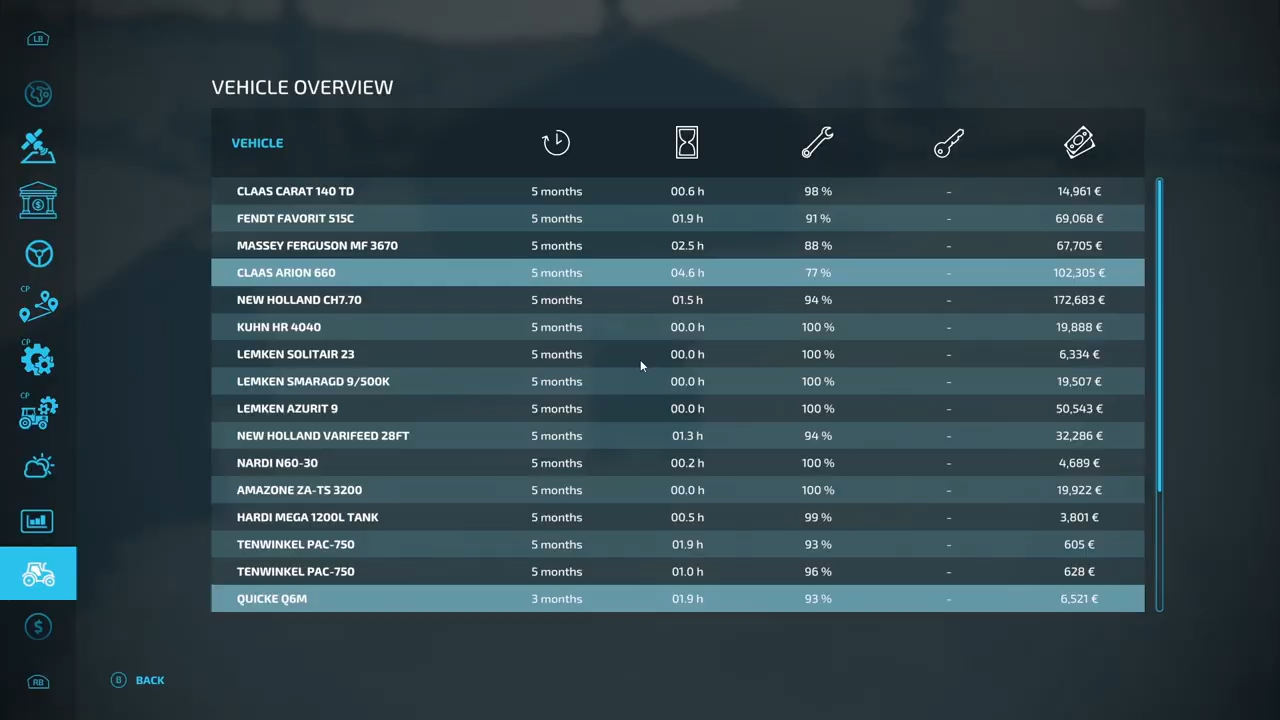 LB
VEHICLE OVERVIEW
VEHICLE
CLAAS CARAT 140 TD 5 months 00.6 h 98 % - 14,961 €
FENDT FAVORIT 515C 5 months 01.9 h 91 % - 69,068 €
MASSEY FERGUSON MF 3670 5 months 02.5 h 88 % - 67,705 €
CLAAS ARION 660 5 months 04.6 h 77 % - 102,305 €
NEW HOLLAND CH7.70 5 months 01.5 h 94 % - 172,683 €
KUHN HR 4040 5 months 00.0 h 100 % - 19,888 €
LEMKEN SOLITAIR 23 5 months 00.0 h 100 % - 6,334 €
LEMKEN SMARAGD 9/500K 5 months 00.0 h 100 % - 19,507 €
LEMKEN AZURIT 9 5 months 00.0 h 100 % - 50,543 €
NEW HOLLAND VARIFEED 28FT 5 months 01.3 h 94 % - 32,286 €
NARDI N60-30 5 months 00.2 h 100 % - 4,689 €
AMAZONE ZA-TS 3200 5 months 00.0 h 100 % - 19,922 €
HARDI MEGA 1200L TANK 5 months 00.5 h 99 % - 3,801 €
TENWINKEL PAC-750 5 months 01.9 h 93 % - 605 €
TENWINKEL PAC-750 5 months 01.0 h 96 % - 628 €
QUICKE Q6M 3 months 01.9 h 93 % - 6,521 €
CP
CP
CP
RB
B BACK